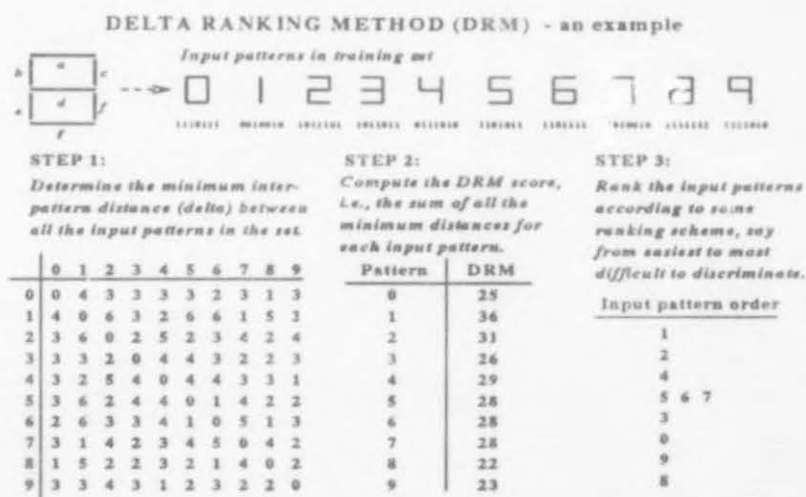 DELTA RANKING METHOD (DRM) - an example
Input patterns in training set
a
b c
d
e f
0 1 2 3 4 5 6 7 8 9
1110111 0010010 1011101 1011011 0111010 1101011 1101111
STEP 1:
Determine the minimum inter-
pattern distance (delta) between
all the input patterns in the set.
0 1 2 3 4 5 6 7 8 9
0 0 4 3 3 3 3 2 3 1 3
1 4 0 6 3 2 6 6 1 5 3
2 3 6 0 2 5 2 3 4 2 4
3 3 3 2 0 4 4 3 2 2 3
4 3 2 5 4 0 4 4 3 3 1
5 3 6 2 4 4 0 1 4 2 2
6 2 6 3 3 4 1 0 5 1 3
7 3 1 4 2 3 4 5 0 4 2
8 1 5 2 2 3 2 1 4 0 2
9 3 3 4 3 1 2 3 2 2 0
STEP 2:
Compute the DRM score,
i.e., the sum of all the
minimum distances for
each input pattern.
Pattern DRM
0 25
1 36
2 31
3 26
4 29
5 28
6 28
7 28
8 22
9 23
STEP 3:
Rank the input patterns
according to some
ranking scheme, say
from easiest to most
difficult to discriminate.
Input pattern order
1
2
4
5 6 7
3
0
9
8